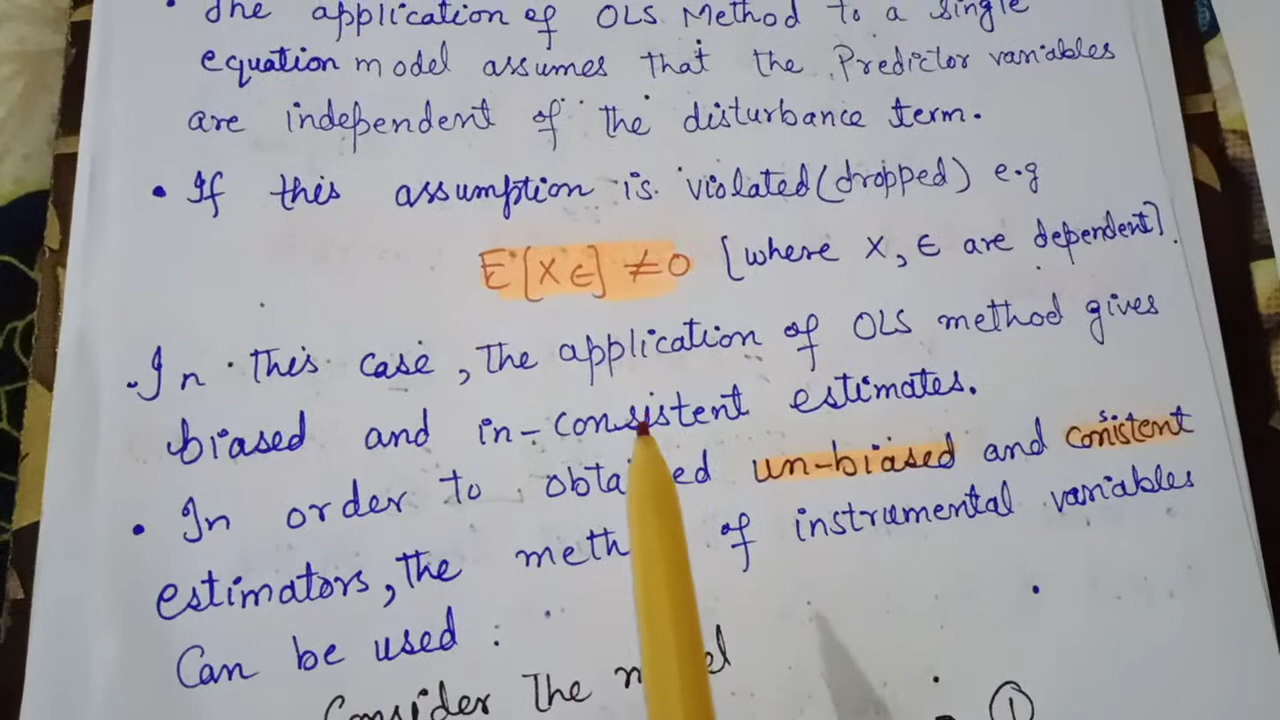 • The application of OLS Method to a single
equation model assumes that the Predictor variables
are independent of the disturbance term.
• If this assumption is violated (dropped) e.g
E[X ∈] ≠ 0 [where X, ∈ are dependent].
• In this case, the application of OLS method gives
biased and in-consistent estimates.
• In order to obta ed un-biased and consistent
estimators, the meth of instrumental variables
Can be used :
Consider The m el ①